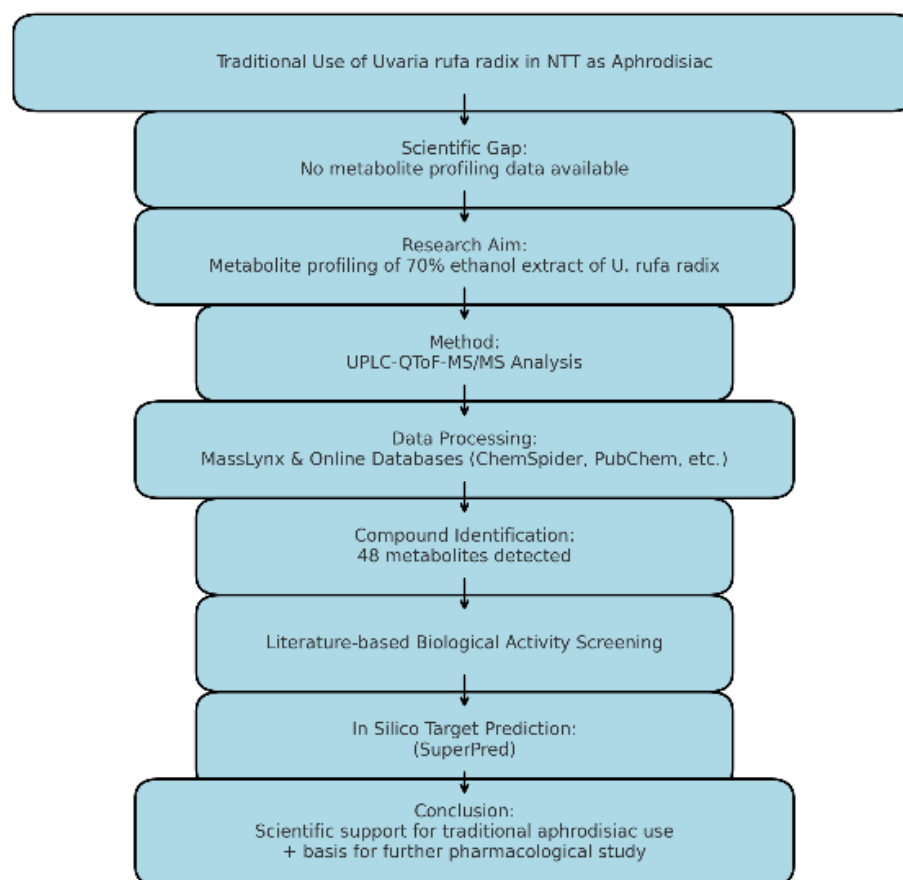 Traditional Use of Uvaria rufa radix in NTT as Aphrodisiac
Scientific Gap:
No metabolite profiling data available
Research Aim:
Metabolite profiling of 70% ethanol extract of U. rufa radix
Method:
UPLC-QToF-MS/MS Analysis
Data Processing:
MassLynx & Online Databases (ChemSpider, PubChem, etc.)
Compound Identification:
48 metabolites detected
Literature-based Biological Activity Screening
In Silico Target Prediction:
(SuperPred)
Conclusion:
Scientific support for traditional aphrodisiac use
+ basis for further pharmacological study